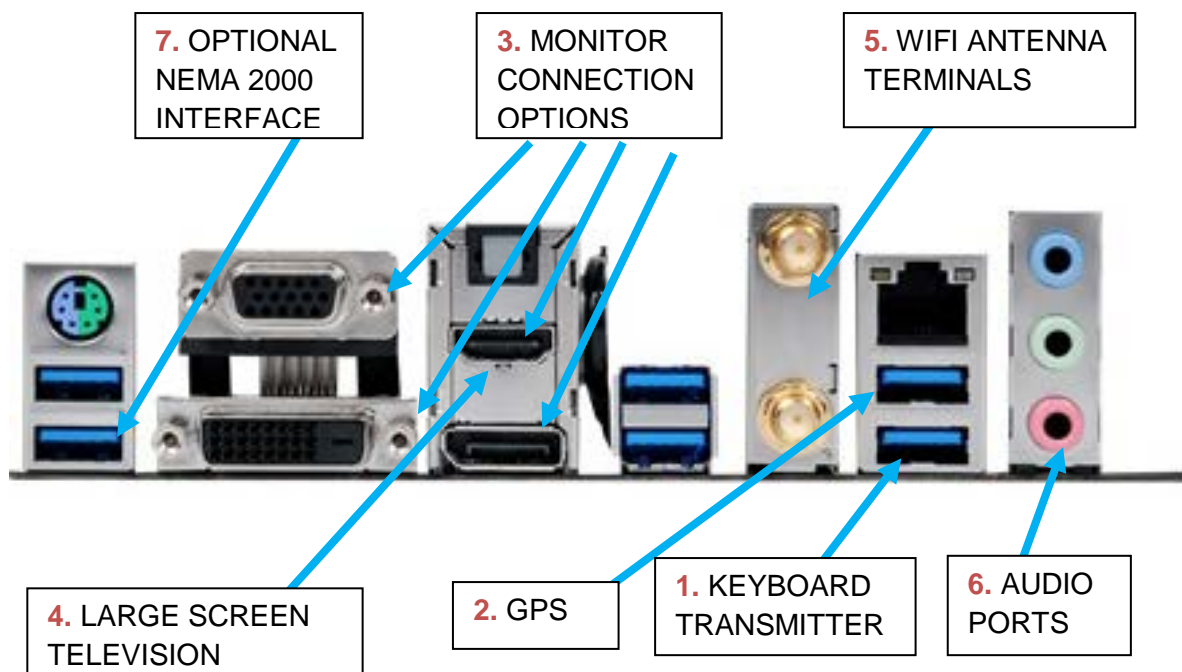 7. OPTIONAL
NEMA 2000
INTERFACE
3. MONITOR
CONNECTION
OPTIONS
5. WIFI ANTENNA
TERMINALS
4. LARGE SCREEN
TELEVISION
2. GPS
1. KEYBOARD
TRANSMITTER
6. AUDIO
PORTS